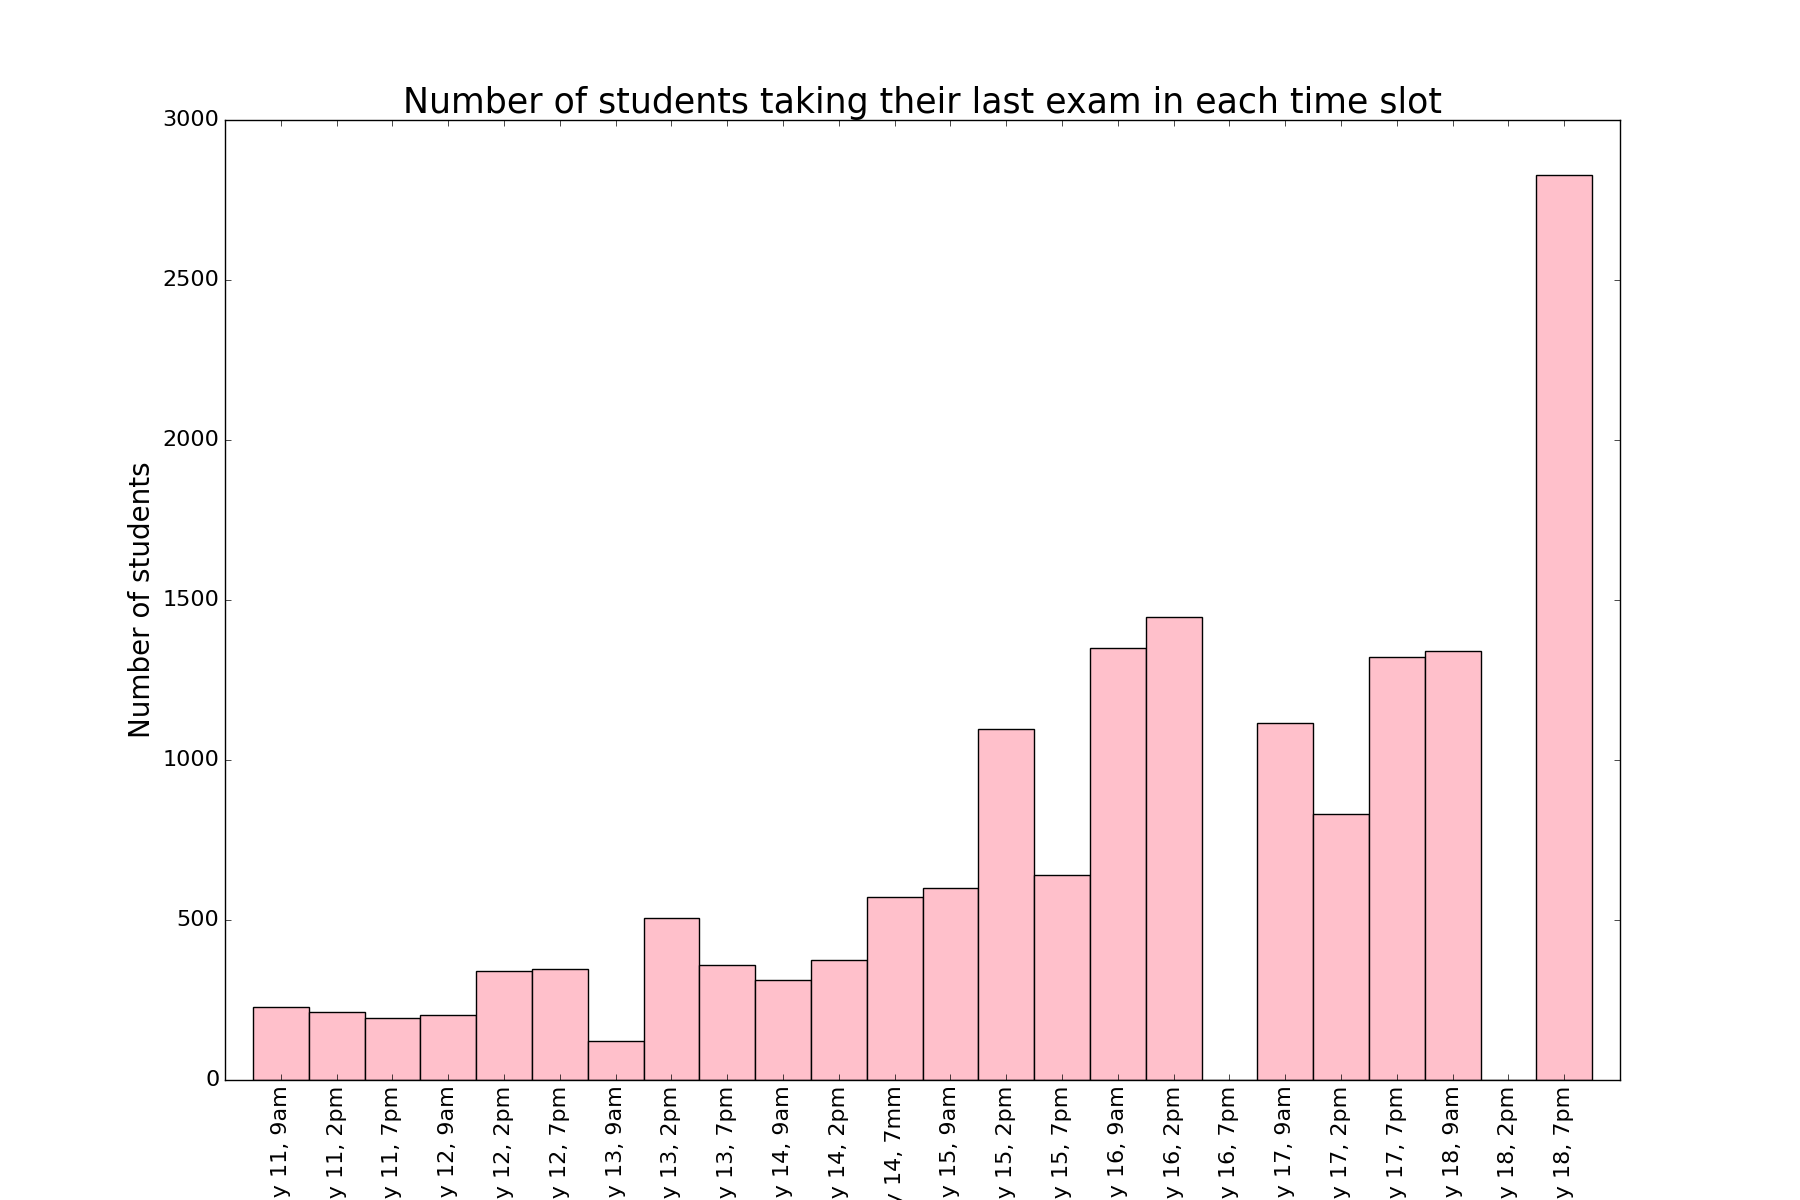 Number of students taking their last exam in each time slot
3000
2500
2000
1500
1000
500
0
Number of students
y 11, 9am
y 11, 2pm
y 11, 7pm
y 12, 9am
y 12, 2pm
y 12, 7pm
y 13, 9am
y 13, 2pm
y 13, 7pm
y 14, 9am
y 14, 2pm
y 14, 7mm
y 15, 9am
y 15, 2pm
y 15, 7pm
y 16, 9am
y 16, 2pm
y 16, 7pm
y 17, 9am
y 17, 2pm
y 17, 7pm
y 18, 9am
y 18, 2pm
y 18, 7pm